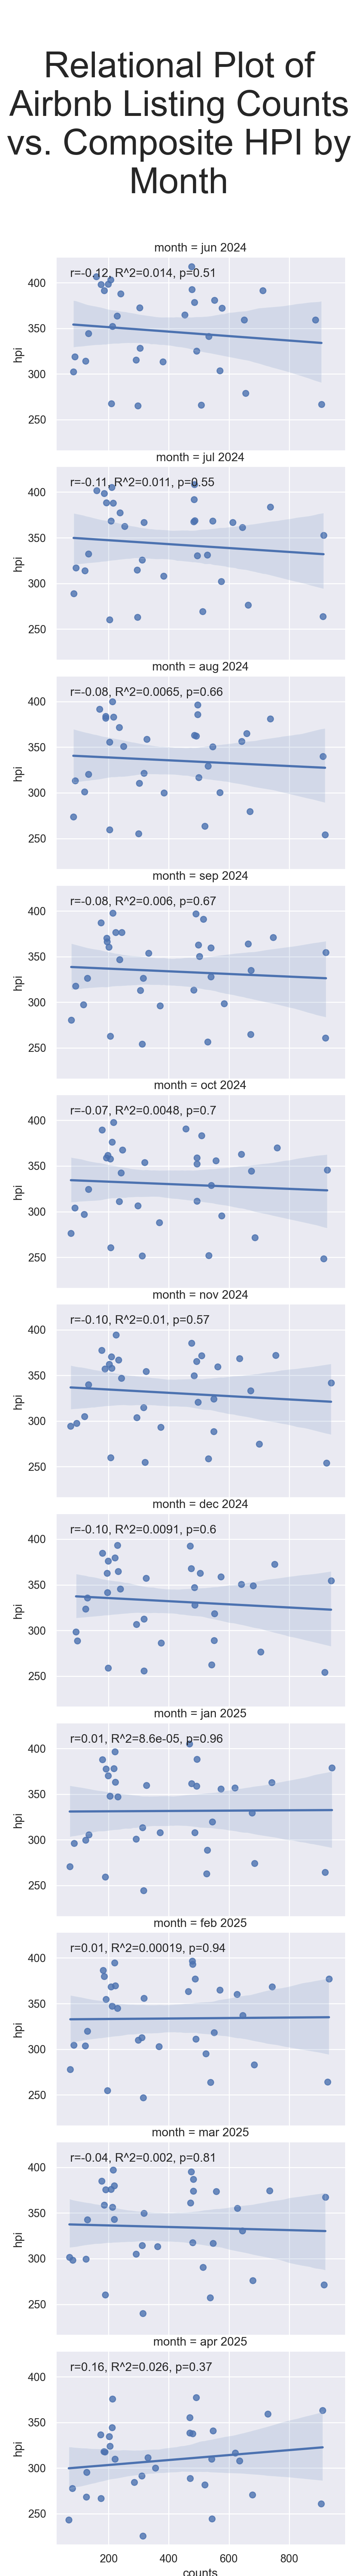 Relational Plot of
Airbnb Listing Counts
vs. Composite HPI by
Month
month = jun 2024
r=-0.12, R^2=0.014, p=0.51
400
350
300
250
hpi
month = jul 2024
r=-0.11, R^2=0.011, p=0.55
400
350
300
250
hpi
month = aug 2024
r=-0.08, R^2=0.0065, p=0.66
400
350
300
250
hpi
month = sep 2024
r=-0.08, R^2=0.006, p=0.67
400
350
300
250
hpi
month = oct 2024
r=-0.07, R^2=0.0048, p=0.7
400
350
300
250
hpi
month = nov 2024
r=-0.10, R^2=0.01, p=0.57
400
350
300
250
hpi
month = dec 2024
r=-0.10, R^2=0.0091, p=0.6
400
350
300
250
hpi
month = jan 2025
r=0.01, R^2=8.6e-05, p=0.96
400
350
300
250
hpi
month = feb 2025
r=0.01, R^2=0.00019, p=0.94
400
350
300
250
hpi
month = mar 2025
r=-0.04, R^2=0.002, p=0.81
400
350
300
250
hpi
month = apr 2025
r=0.16, R^2=0.026, p=0.37
400
350
300
250
hpi
200 400 600 800
counts